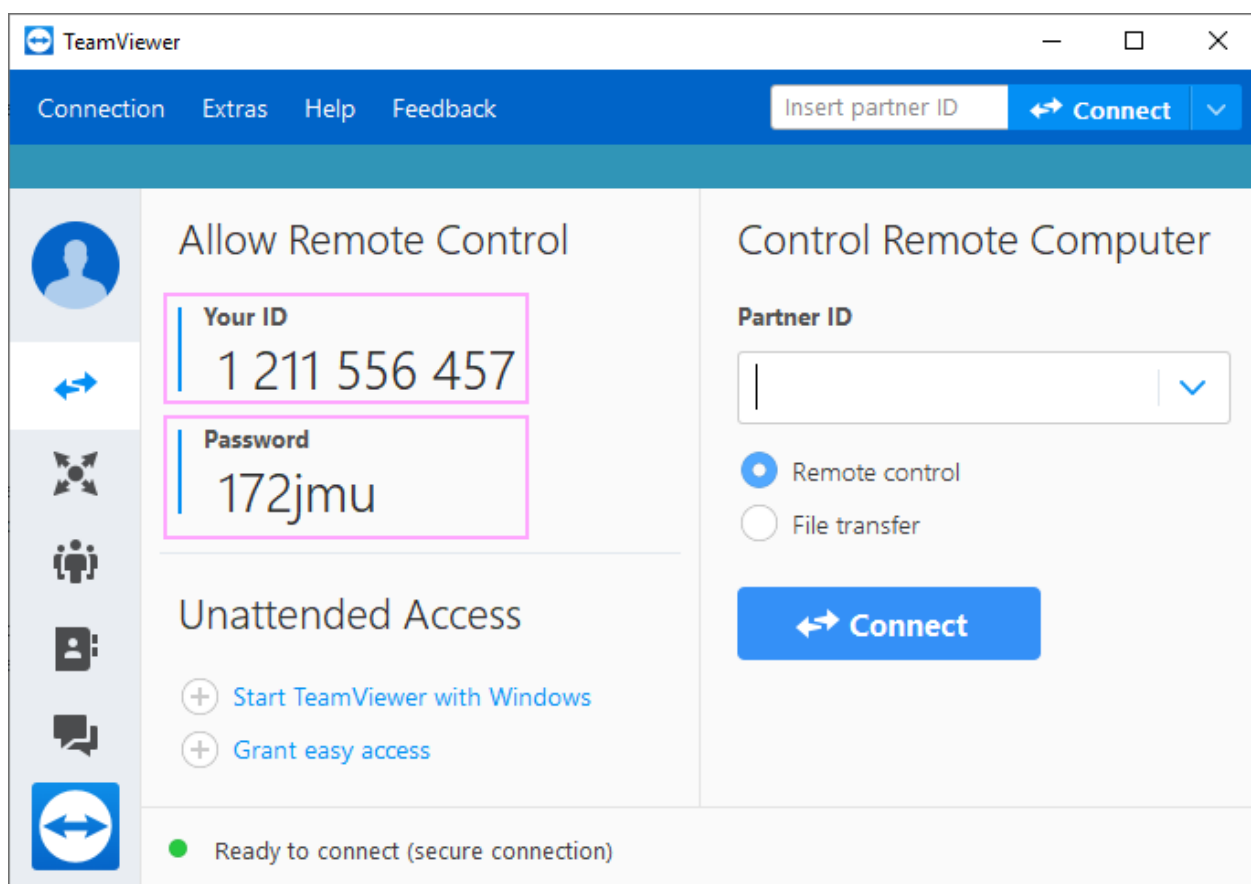 TeamViewer
Connection Extras Help Feedback
Insert partner ID
Connect
Allow Remote Control
Your ID
1 211 556 457
Password
172jmu
Unattended Access
Start TeamViewer with Windows
Grant easy access
Control Remote Computer
Partner ID
Remote control
File transfer
Connect
Ready to connect (secure connection)